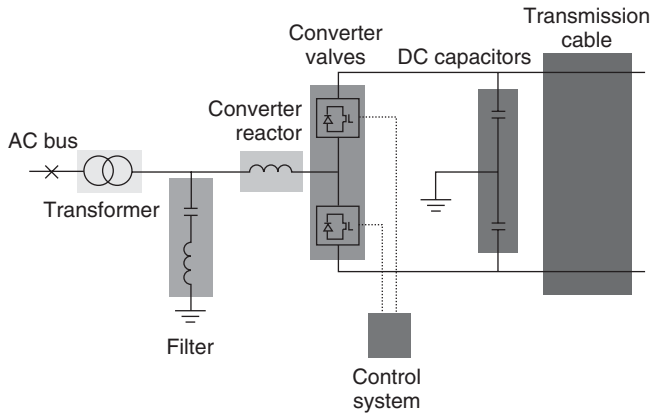 Transmission
cable
Converter
valves
DC capacitors
Converter
reactor
AC bus
Transformer
Filter
Control
system